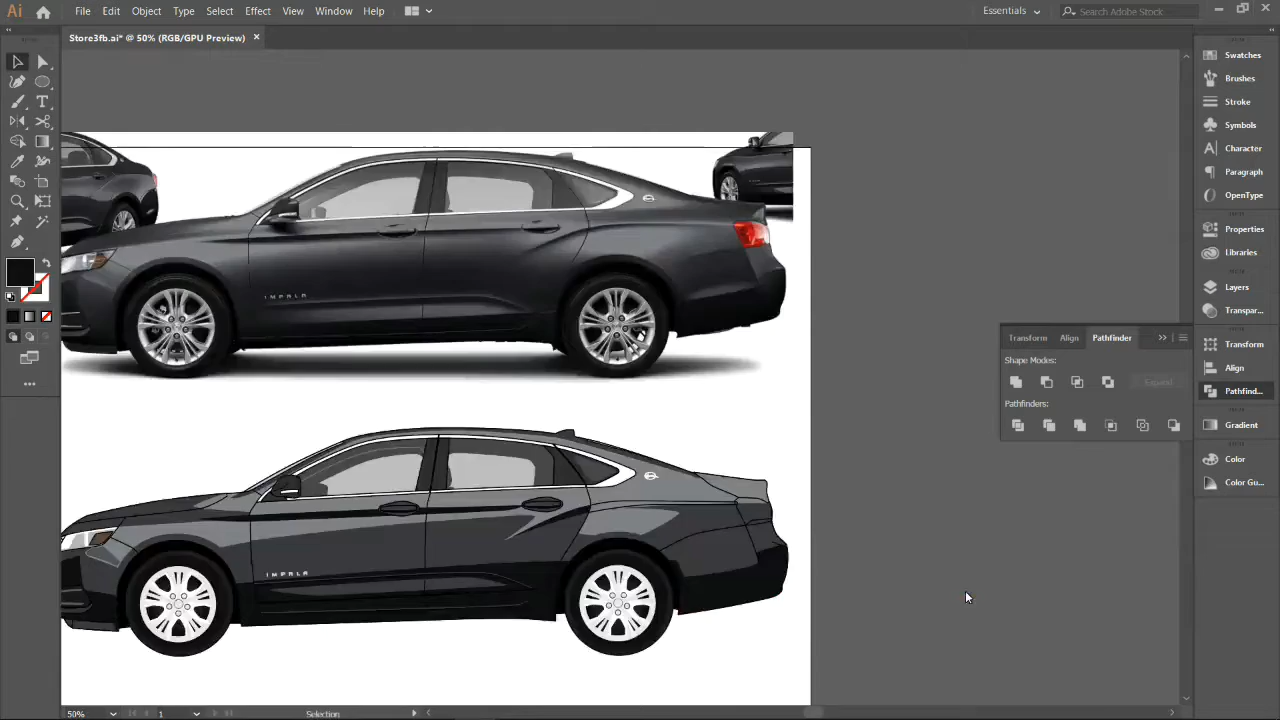 Ai File Edit Object Type Select Effect View Window Help Essentials Search Adobe Stock
Store3fb.ai* @ 50% (RGB/GPU Preview)
Swatches
Brushes
Stroke
Symbols
Character
Paragraph
OpenType
Properties
Libraries
Layers
Transpar...
Transform
Align
Pathfind...
Gradient
Color
Color Gu...
Transform Align Pathfinder
Shape Modes:
Expand
Pathfinders:
IMPALA
IMPALA
50% 1 Selection